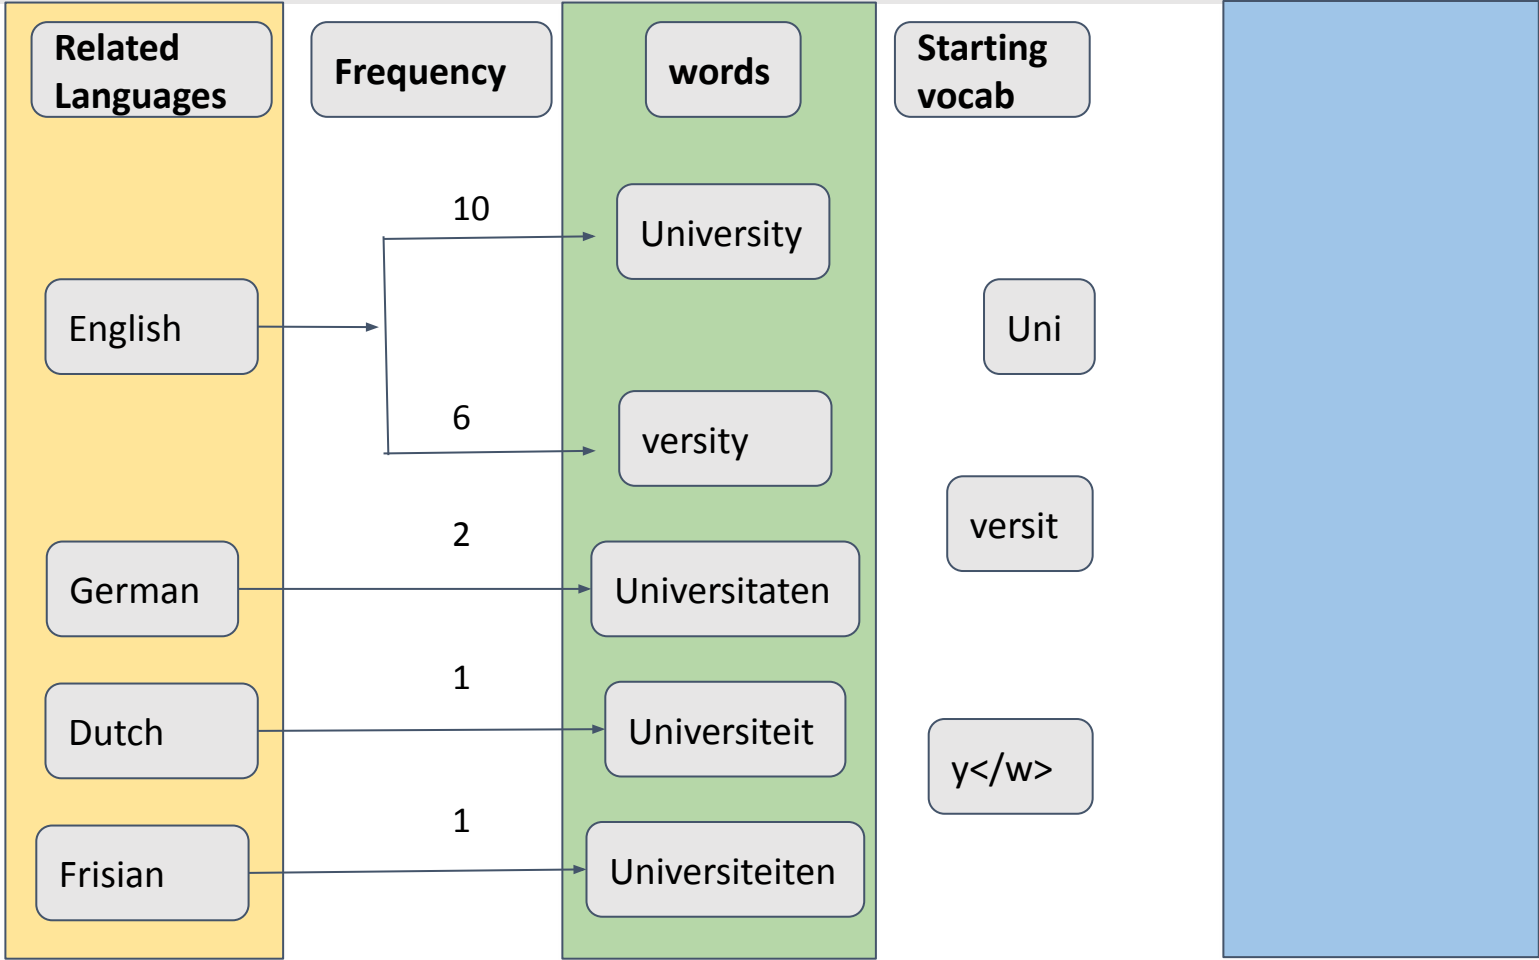 Related
Languages
Frequency
words
Starting
vocab
10
University
English
Uni
6
versity
versit
2
German
Universitaten
1
Dutch
Universiteit
y</w>
1
Frisian
Universiteiten